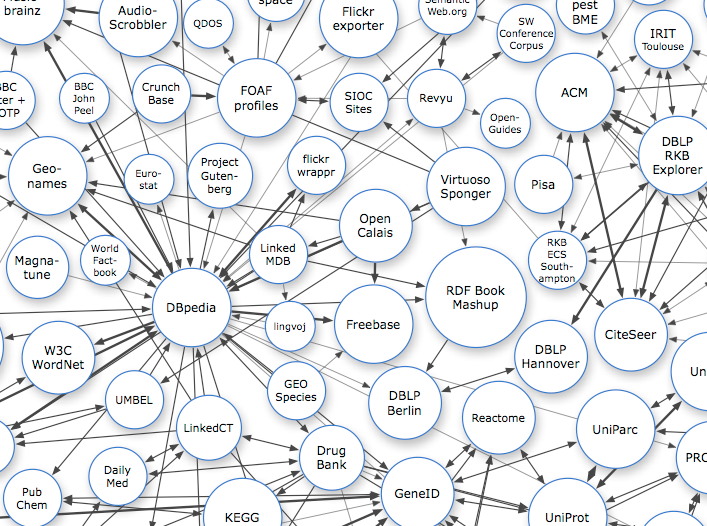 brainz
Audio-
Scrobbler
QDOS
space
Flickr
exporter
Semantic
Web.org
SW
Conference
Corpus
pest
BME
IRIT
Toulouse
BBC
ter +
OTP
BBC
John
Peel
Crunch
Base
FOAF
profiles
SIOC
Sites
Revyu
Open-
Guides
ACM
DBLP
RKB
Explorer
Geo-
names
Euro-
stat
Project
Guten-
berg
flickr
wrappr
Virtuoso
Sponger
Pisa
Open
Calais
Magna-
tune
World
Fact-
book
Linked
MDB
RKB
ECS
South-
ampton
DBpedia
RDF Book
Mashup
lingvoj
Freebase
CiteSeer
W3C
WordNet
DBLP
Hannover
Un
UMBEL
GEO
Species
DBLP
Berlin
Reactome
LinkedCT
UniParc
Daily
Med
Drug
Bank
PRO
Pub
Chem
KEGG
GeneID
UniProt